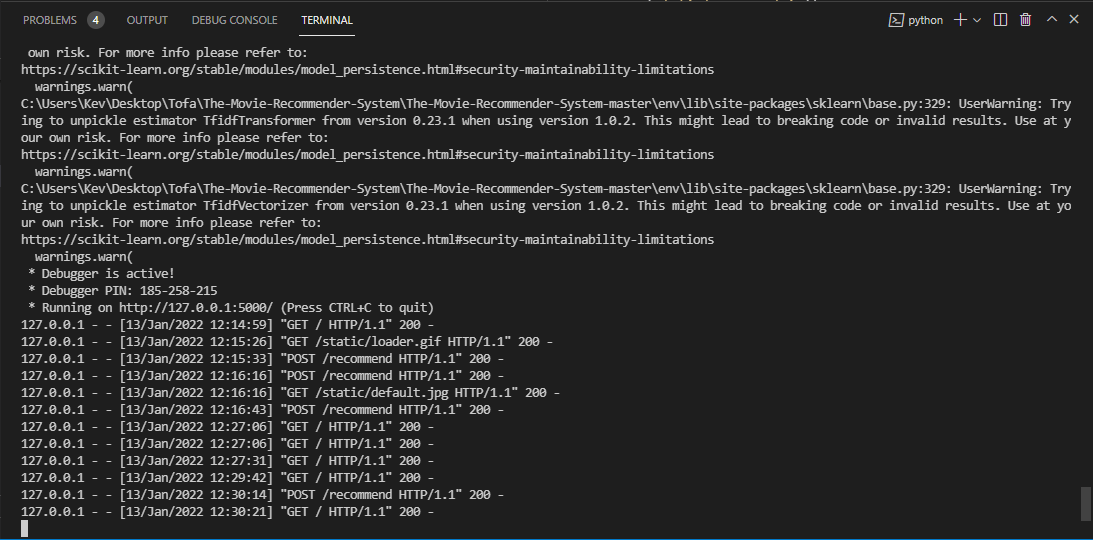 PROBLEMS 4 OUTPUT DEBUG CONSOLE TERMINAL python
own risk. For more info please refer to:
https://scikit-learn.org/stable/modules/model_persistence.html#security-maintainability-limitations
warnings.warn(
C:\Users\Kev\Desktop\Tofa\The-Movie-Recommender-System\The-Movie-Recommender-System-master\env\lib\site-packages\sklearn\base.py:329: UserWarning: Try
ing to unpickle estimator TfidfTransformer from version 0.23.1 when using version 1.0.2. This might lead to breaking code or invalid results. Use at y
our own risk. For more info please refer to:
https://scikit-learn.org/stable/modules/model_persistence.html#security-maintainability-limitations
warnings.warn(
C:\Users\Kev\Desktop\Tofa\The-Movie-Recommender-System\The-Movie-Recommender-System-master\env\lib\site-packages\sklearn\base.py:329: UserWarning: Try
ing to unpickle estimator TfidfVectorizer from version 0.23.1 when using version 1.0.2. This might lead to breaking code or invalid results. Use at yo
ur own risk. For more info please refer to:
https://scikit-learn.org/stable/modules/model_persistence.html#security-maintainability-limitations
warnings.warn(
* Debugger is active!
* Debugger PIN: 185-258-215
* Running on http://127.0.0.1:5000/ (Press CTRL+C to quit)
127.0.0.1 - - [13/Jan/2022 12:14:59] "GET / HTTP/1.1" 200 -
127.0.0.1 - - [13/Jan/2022 12:15:26] "GET /static/loader.gif HTTP/1.1" 200 -
127.0.0.1 - - [13/Jan/2022 12:15:33] "POST /recommend HTTP/1.1" 200 -
127.0.0.1 - - [13/Jan/2022 12:16:16] "POST /recommend HTTP/1.1" 200 -
127.0.0.1 - - [13/Jan/2022 12:16:16] "GET /static/default.jpg HTTP/1.1" 200 -
127.0.0.1 - - [13/Jan/2022 12:16:43] "POST /recommend HTTP/1.1" 200 -
127.0.0.1 - - [13/Jan/2022 12:27:06] "GET / HTTP/1.1" 200 -
127.0.0.1 - - [13/Jan/2022 12:27:06] "GET / HTTP/1.1" 200 -
127.0.0.1 - - [13/Jan/2022 12:27:31] "GET / HTTP/1.1" 200 -
127.0.0.1 - - [13/Jan/2022 12:29:42] "GET / HTTP/1.1" 200 -
127.0.0.1 - - [13/Jan/2022 12:30:14] "POST /recommend HTTP/1.1" 200 -
127.0.0.1 - - [13/Jan/2022 12:30:21] "GET / HTTP/1.1" 200 -